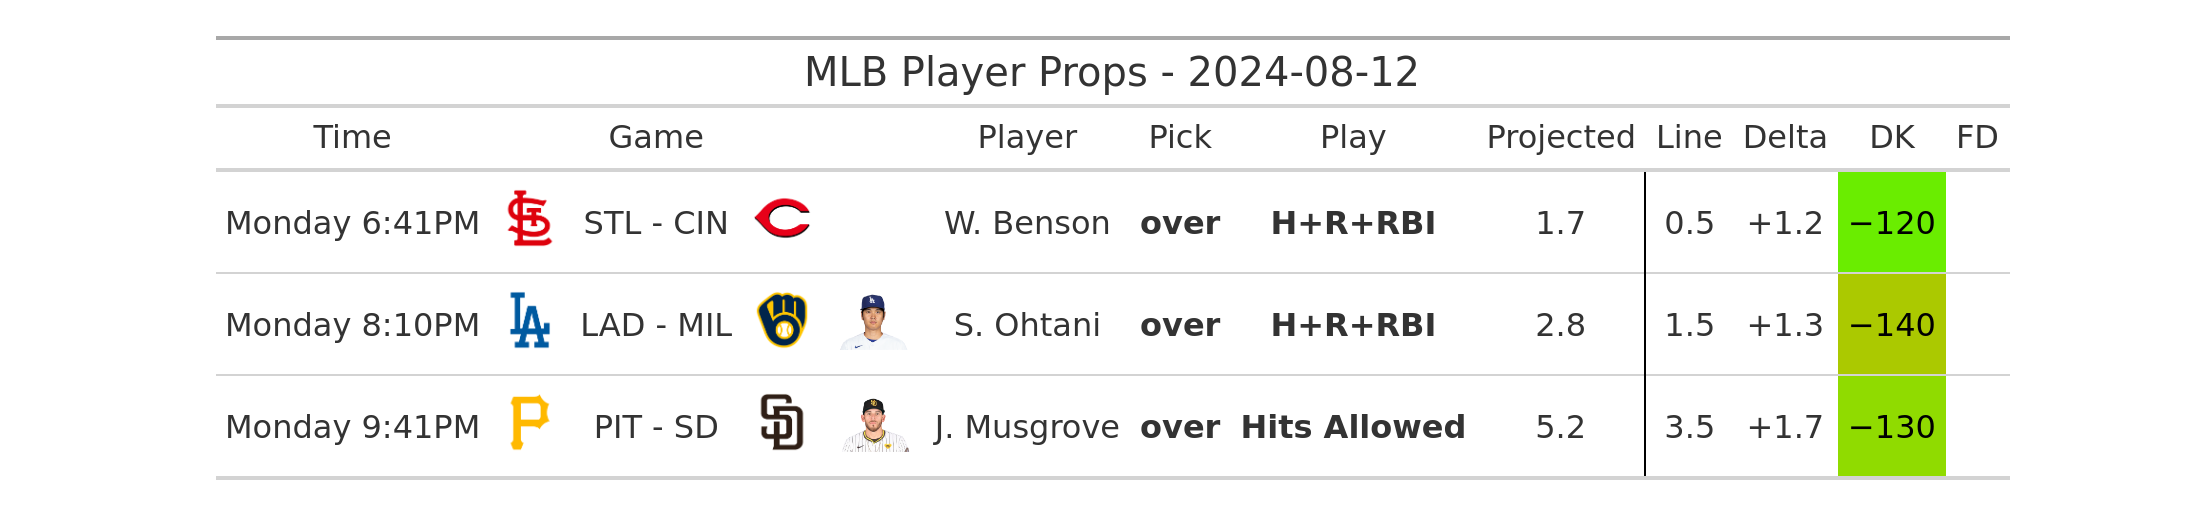 MLB Player Props - 2024-08-12
Time Game Player Pick Play Projected Line Delta DK FD
Monday 6:41PM STL - CIN W. Benson over H+R+RBI 1.7 0.5 +1.2 −120
Monday 8:10PM LA LAD - MIL S. Ohtani over H+R+RBI 2.8 1.5 +1.3 −140
Monday 9:41PM P PIT - SD SD J. Musgrove over Hits Allowed 5.2 3.5 +1.7 −130